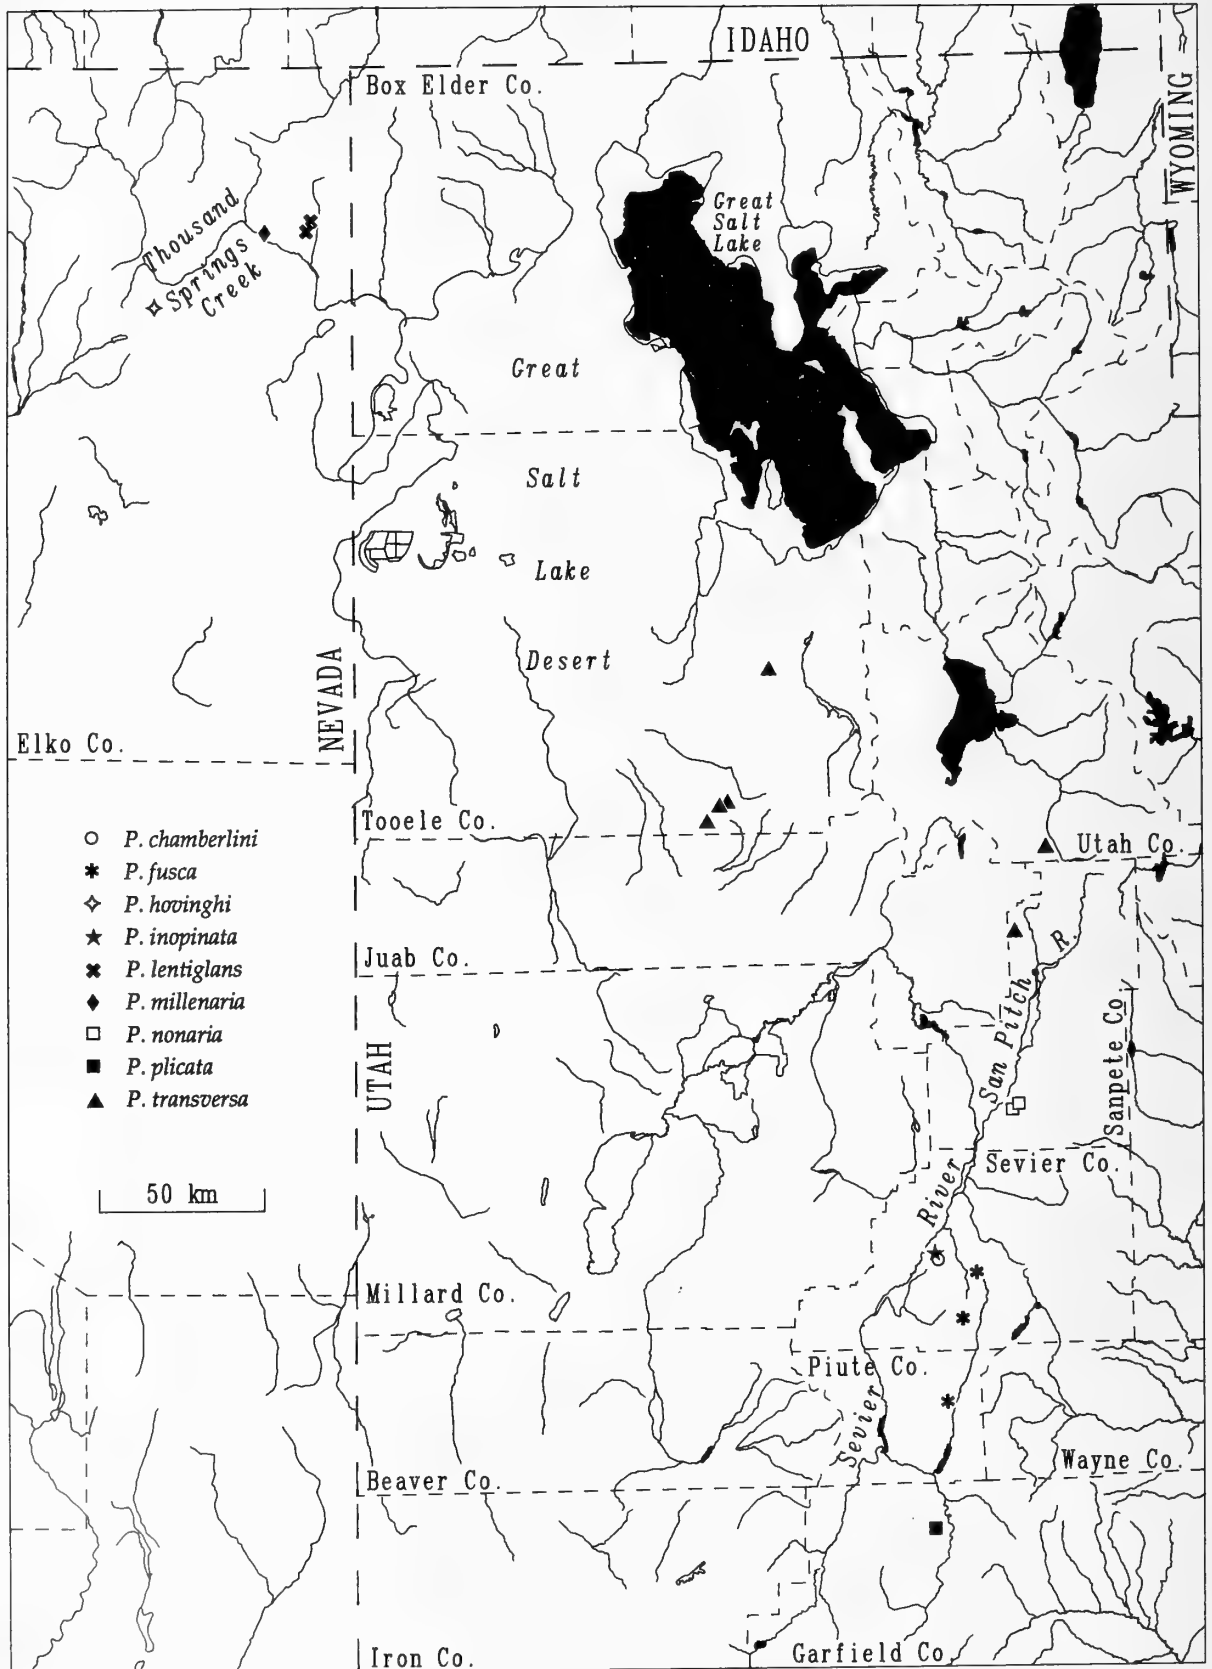 IDAHO
Box Elder Co.
WYOMING
Great
Salt
Lake
Thousand
Springs
Creek
Great
Salt
Lake
Desert
NEVADA
Elko Co.
Tooele Co.
Utah Co.
P. chamberlini
P. fusca
P. hovinghi
P. inopinata
P. lentiglans
P. millenaria
P. nonaria
P. plicata
P. transversa
Juab Co.
San Pitch R.
Sanpete Co.
UTAH
50 km
Sevier Co.
River
Millard Co.
Piute Co.
Sevier
Wayne Co.
Beaver Co.
Iron Co.
Garfield Co.